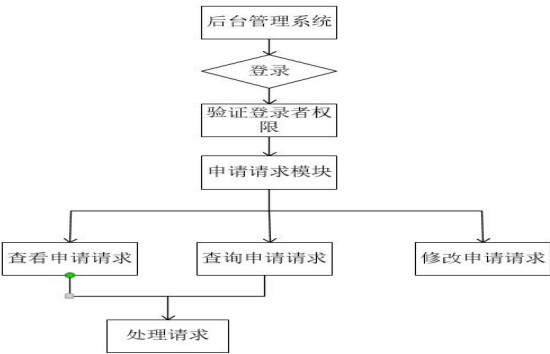 后台管理系统
登录
验证登录者权
限
申请请求模块
查看申请请求
查询申请请求
修改申请请求
处理请求